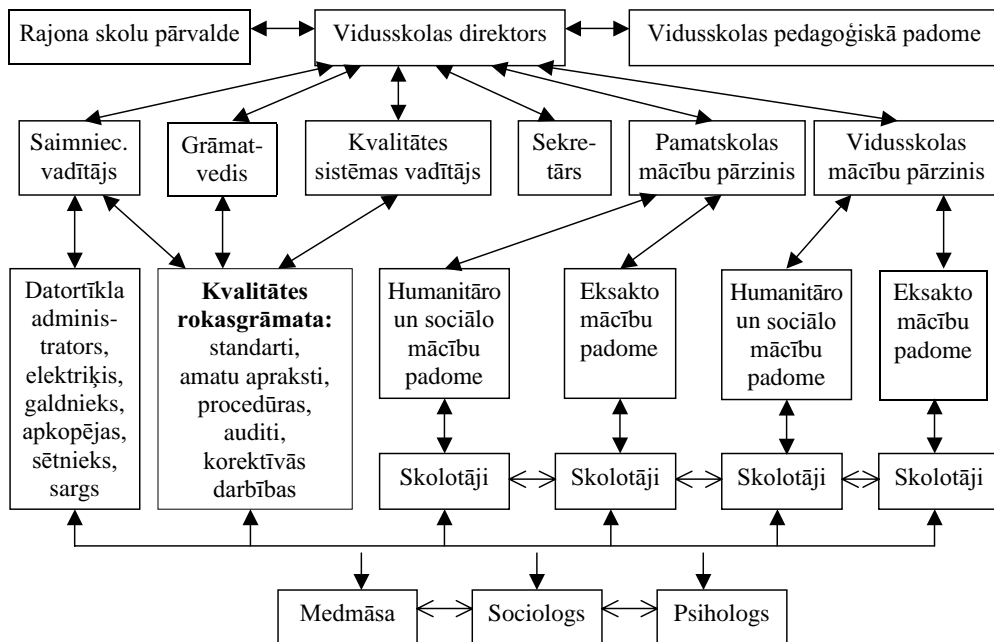 Rajona skolu pārvalde
Vidusskolas direktors
Vidusskolas pedagoģiskā padome
Saimniec.
vadītājs
Grāmat-
vedis
Kvalitātes
sistēmas vadītājs
Sekre-
tārs
Pamatskolas
mācību pārzinis
Vidusskolas
mācību pārzinis
Datortīkla
adminis-
trators,
elektriķis,
galdnieks,
apkopējas,
sētnieks,
sargs
Kvalitātes
rokasgrāmata:
standarti,
amatu apraksti,
procedūras,
auditi,
korektīvās
darbības
Humanitāro
un sociālo
mācību
padome
Eksakto
mācību
padome
Humanitāro
un sociālo
mācību
padome
Eksakto
mācību
padome
Skolotāji
Skolotāji
Skolotāji
Skolotāji
Medmāsa
Sociologs
Psihologs